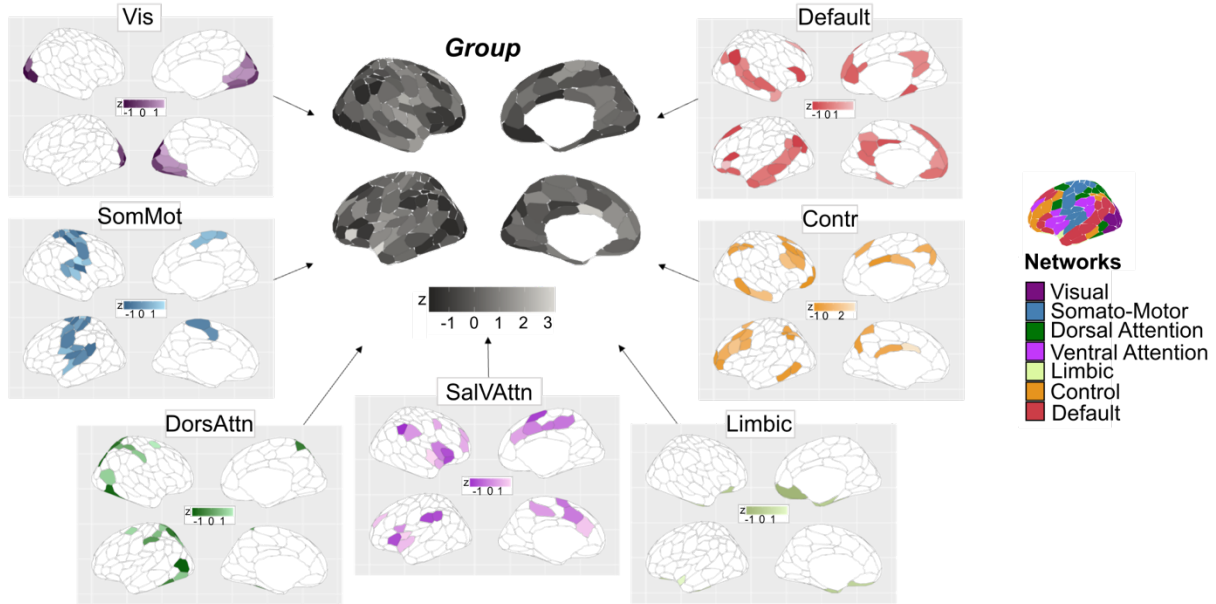 Vis
z
-1 0 1
Group
z
-1 0 1 2 3
Default
z
-1 0 1
SomMot
z
-1 0 1
Contr
z
-1 0 2
DorsAttn
z
-1 0 1
SalVAttn
z
-1 0 1
Limbic
z
-1 0 1
Networks
Visual
Somato-Motor
Dorsal Attention
Ventral Attention
Limbic
Control
Default